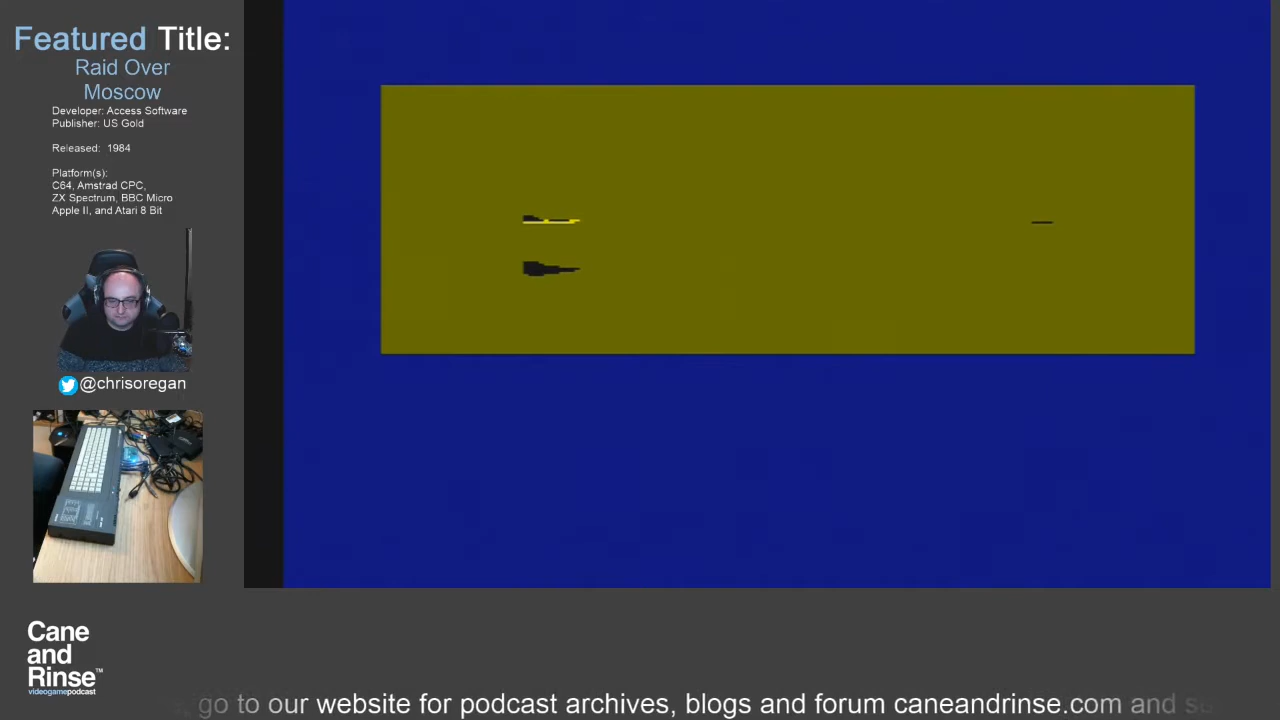 Featured Title:
Raid Over
Moscow
Developer: Access Software
Publisher: US Gold
Released: 1984
Platform(s):
C64, Amstrad CPC,
ZX Spectrum, BBC Micro
Apple II, and Atari 8 Bit
@chrisoregan
Cane
and
Rinse™
videogamepodcast
go to our website for podcast archives, blogs and forum caneandrinse.com and